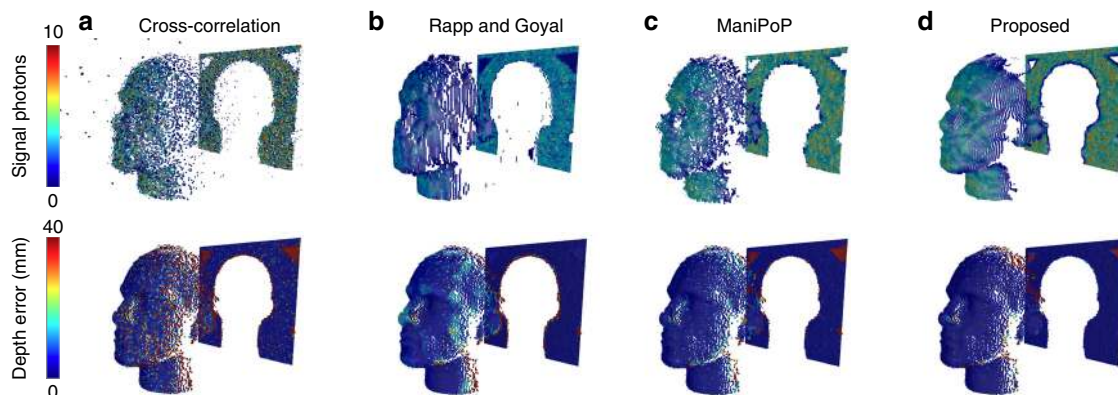 a Cross-correlation
b Rapp and Goyal
c ManiPoP
d Proposed
10
Signal photons
0
40
Depth error (mm)
0